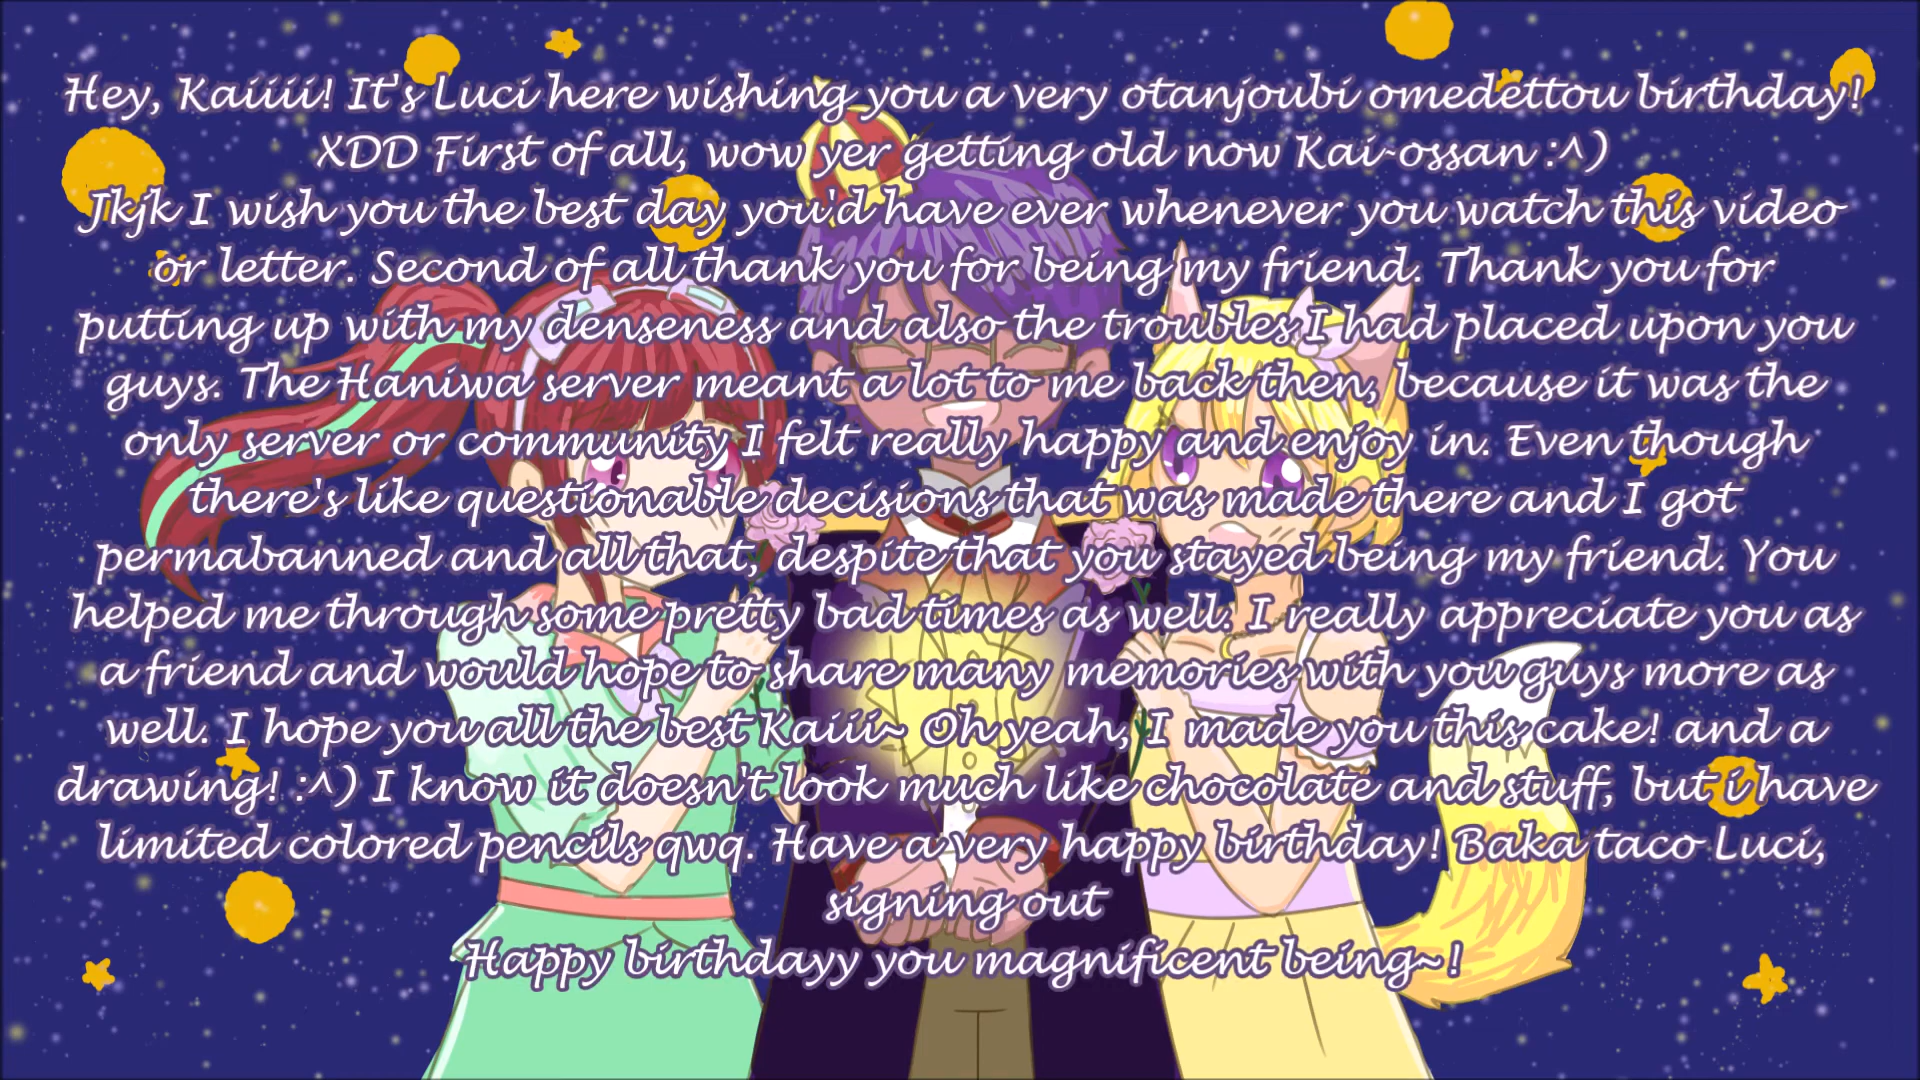 Hey, Kaiiii! It's Luci here wishing you a very otanjoubi omedettou birthday!
XDD First of all, wow yer getting old now Kai-ossan :^)
Jkjk I wish you the best day you'd have ever whenever you watch this video
or letter. Second of all thank you for being my friend. Thank you for
putting up with my denseness and also the troubles I had placed upon you
guys. The Haniwa server meant a lot to me back then, because it was the
only server or community I felt really happy and enjoy in. Even though
there's like questionable decisions that was made there and I got
permabanned and all that, despite that you stayed being my friend. You
helped me through some pretty bad times as well. I really appreciate you as
a friend and would hope to share many memories with you guys more as
well. I hope you all the best Kaiii~ Oh yeah, I made you this cake! and a
drawing! :^) I know it doesn't look much like chocolate and stuff, but i have
limited colored pencils qwq. Have a very happy birthday! Baka taco Luci,
signing out
Happy birthdayy you magnificent being~!